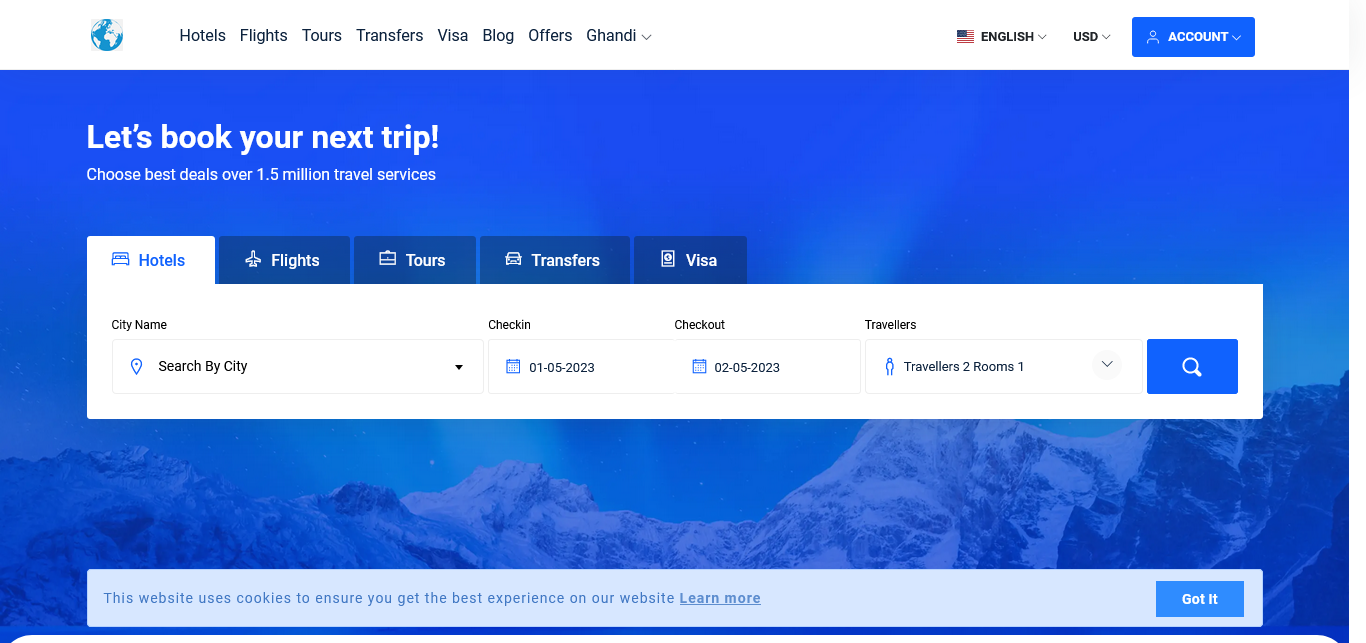 Hotels Flights Tours Transfers Visa Blog Offers Ghandi ENGLISH USD ACCOUNT
Let's book your next trip!
Choose best deals over 1.5 million travel services
Hotels Flights Tours Transfers Visa
City Name Checkin Checkout Travellers
Search By City 01-05-2023 02-05-2023 Travellers 2 Rooms 1
This website uses cookies to ensure you get the best experience on our website Learn more Got It